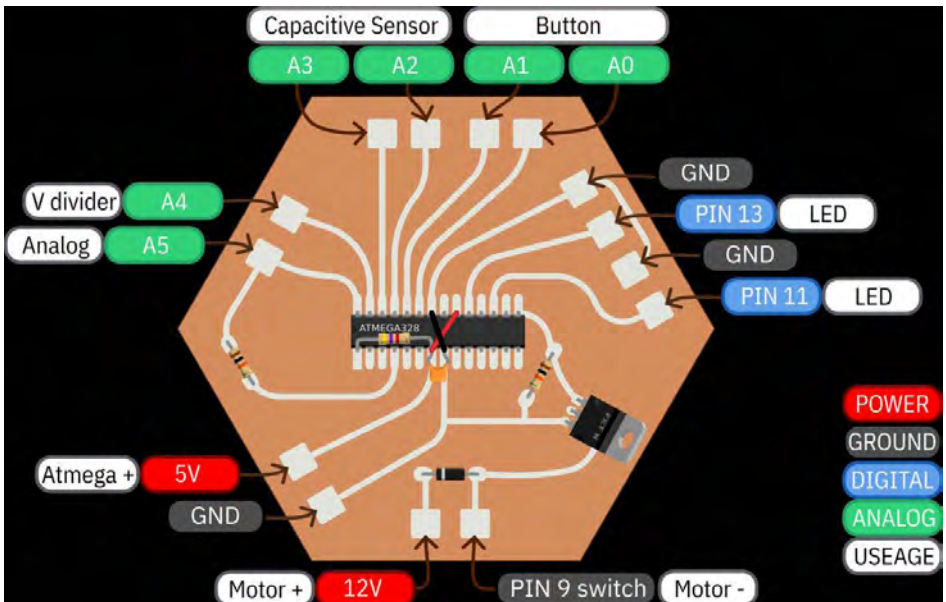 Capacitive Sensor Button
A3 A2 A1 A0
GND
V divider A4 PIN 13 LED
Analog A5 GND
PIN 11 LED
ATMEGA328
POWER
GROUND
Atmega + 5V DIGITAL
GND ANALOG
USEAGE
Motor + 12V PIN 9 switch Motor -